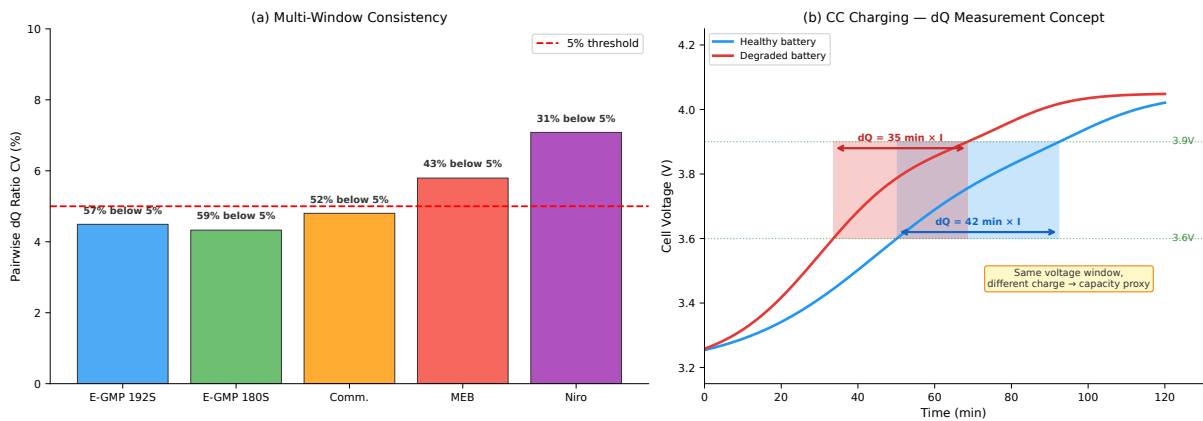 (a) Multi-Window Consistency
Pairwise dQ Ratio CV (%)
10
8
6
4
2
0
5% threshold
57% below 5%
59% below 5%
52% below 5%
43% below 5%
31% below 5%
E-GMP 192S
E-GMP 180S
Comm.
MEB
Niro
(b) CC Charging — dQ Measurement Concept
Cell Voltage (V)
4.2
4.0
3.8
3.6
3.4
3.2
Healthy battery
Degraded battery
dQ = 35 min × I
3.9V
dQ = 42 min × I
3.6V
Same voltage window,
different charge → capacity proxy
0
20
40
60
80
100
120
Time (min)